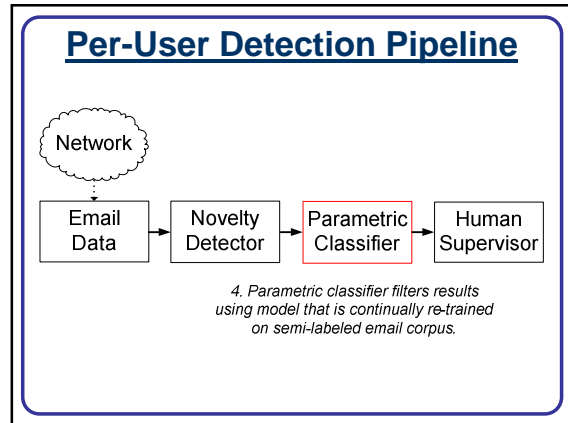 Per-User Detection Pipeline
Network
Email
Data
Novelty
Detector
Parametric
Classifier
Human
Supervisor
4. Parametric classifier filters results
using model that is continually re-trained
on semi-labeled email corpus.